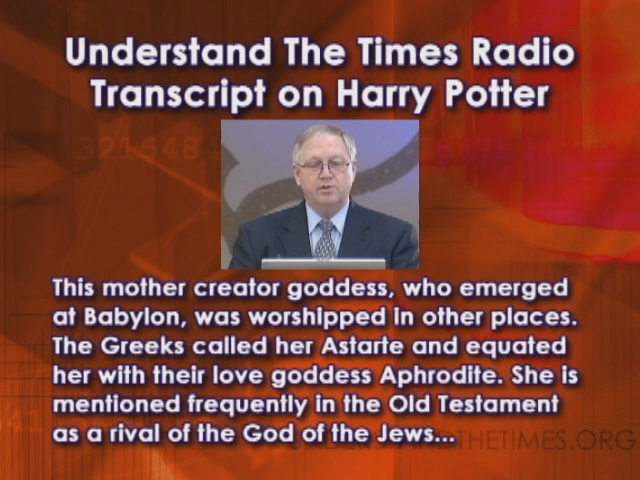 Understand The Times Radio
Transcript on Harry Potter
321548
This mother creator goddess, who emerged
at Babylon, was worshipped in other places.
The Greeks called her Astarte and equated
her with their love goddess Aphrodite. She is
mentioned frequently in the Old Testament
as a rival of the God of the Jews...
ANDTHETIMES.ORG